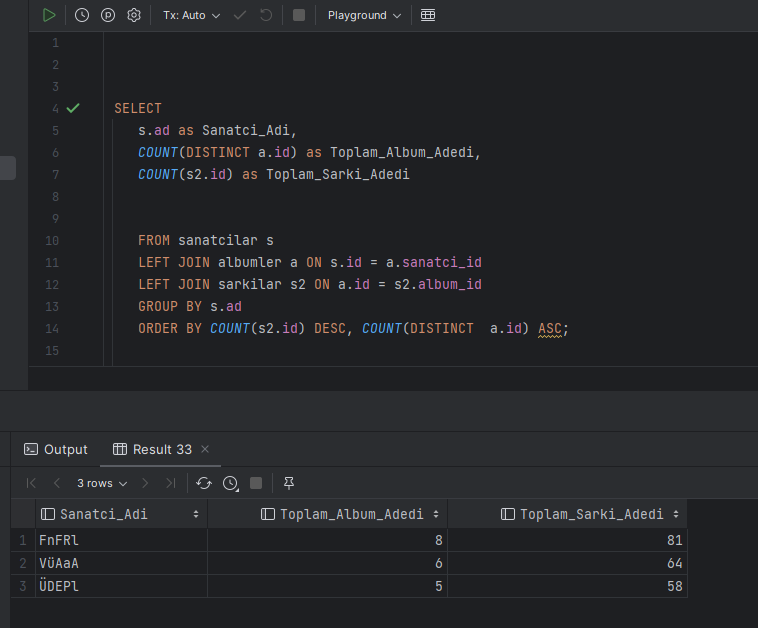 Tx: Auto Playground
1
2
3
4 SELECT
5 s.ad as Sanatci_Adi,
6 COUNT(DISTINCT a.id) as Toplam_Album_Adedi,
7 COUNT(s2.id) as Toplam_Sarki_Adedi
8
9
10 FROM sanatcilar s
11 LEFT JOIN albumler a ON s.id = a.sanatci_id
12 LEFT JOIN sarkilar s2 ON a.id = s2.album_id
13 GROUP BY s.ad
14 ORDER BY COUNT(s2.id) DESC, COUNT(DISTINCT  a.id) ASC;
15
Output Result 33
3 rows
Sanatci_Adi Toplam_Album_Adedi Toplam_Sarki_Adedi
1 FnFRl 8 81
2 VüAaA 6 64
3 ÜDEPl 5 58